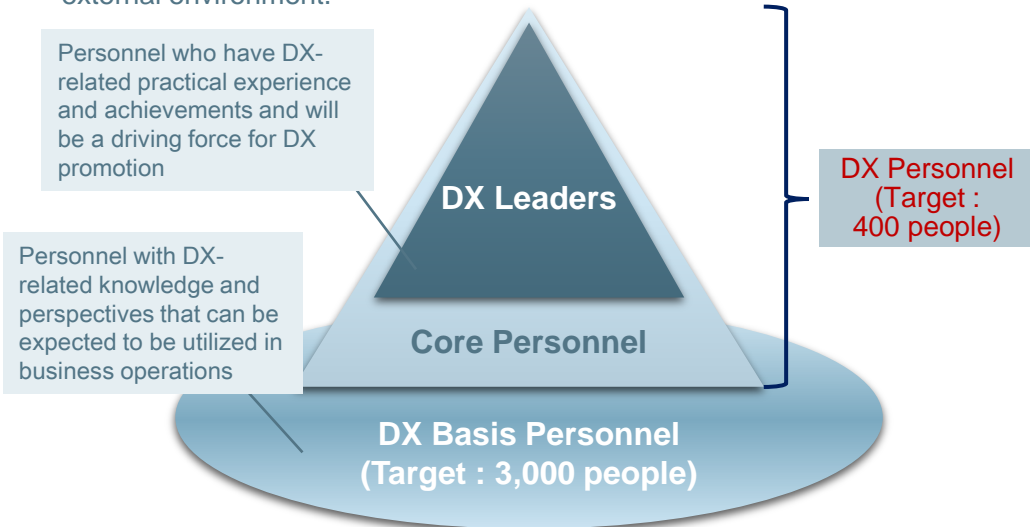 external environment.
Personnel who have DX-
related practical experience
and achievements and will
be a driving force for DX
promotion
DX Leaders
DX Personnel
(Target :
400 people)
Personnel with DX-
related knowledge and
perspectives that can be
expected to be utilized in
business operations
Core Personnel
DX Basis Personnel
(Target : 3,000 people)